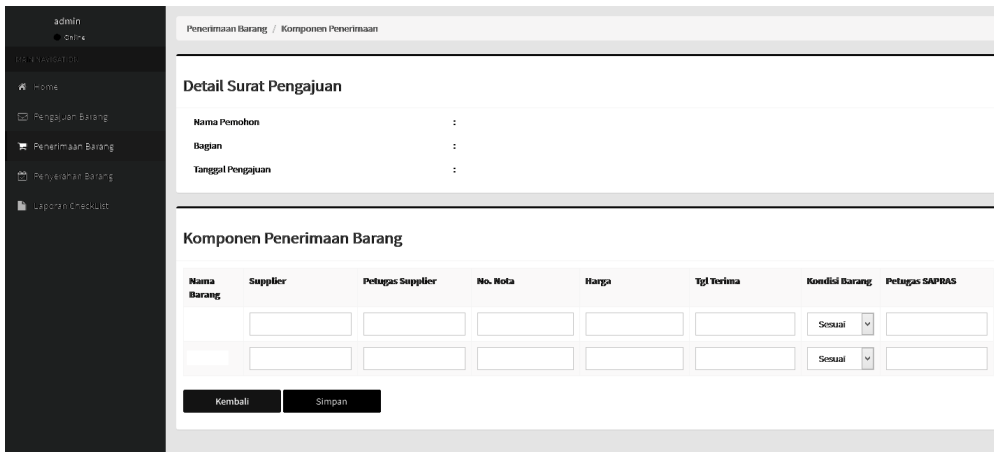 admin
Online
MAIN NAVIGATION
Home
Pengajuan Barang
Penerimaan Barang
Penyerahan Barang
Laporan CheckList
Penerimaan Barang / Komponen Penerimaan
Detail Surat Pengajuan
Nama Pemohon :
Bagian :
Tanggal Pengajuan :
Komponen Penerimaan Barang
Nama Barang Supplier Petugas Supplier No. Nota Harga Tgl Terima Kondisi Barang Petugas SAPRAS
Sesuai
Sesuai
Kembali Simpan